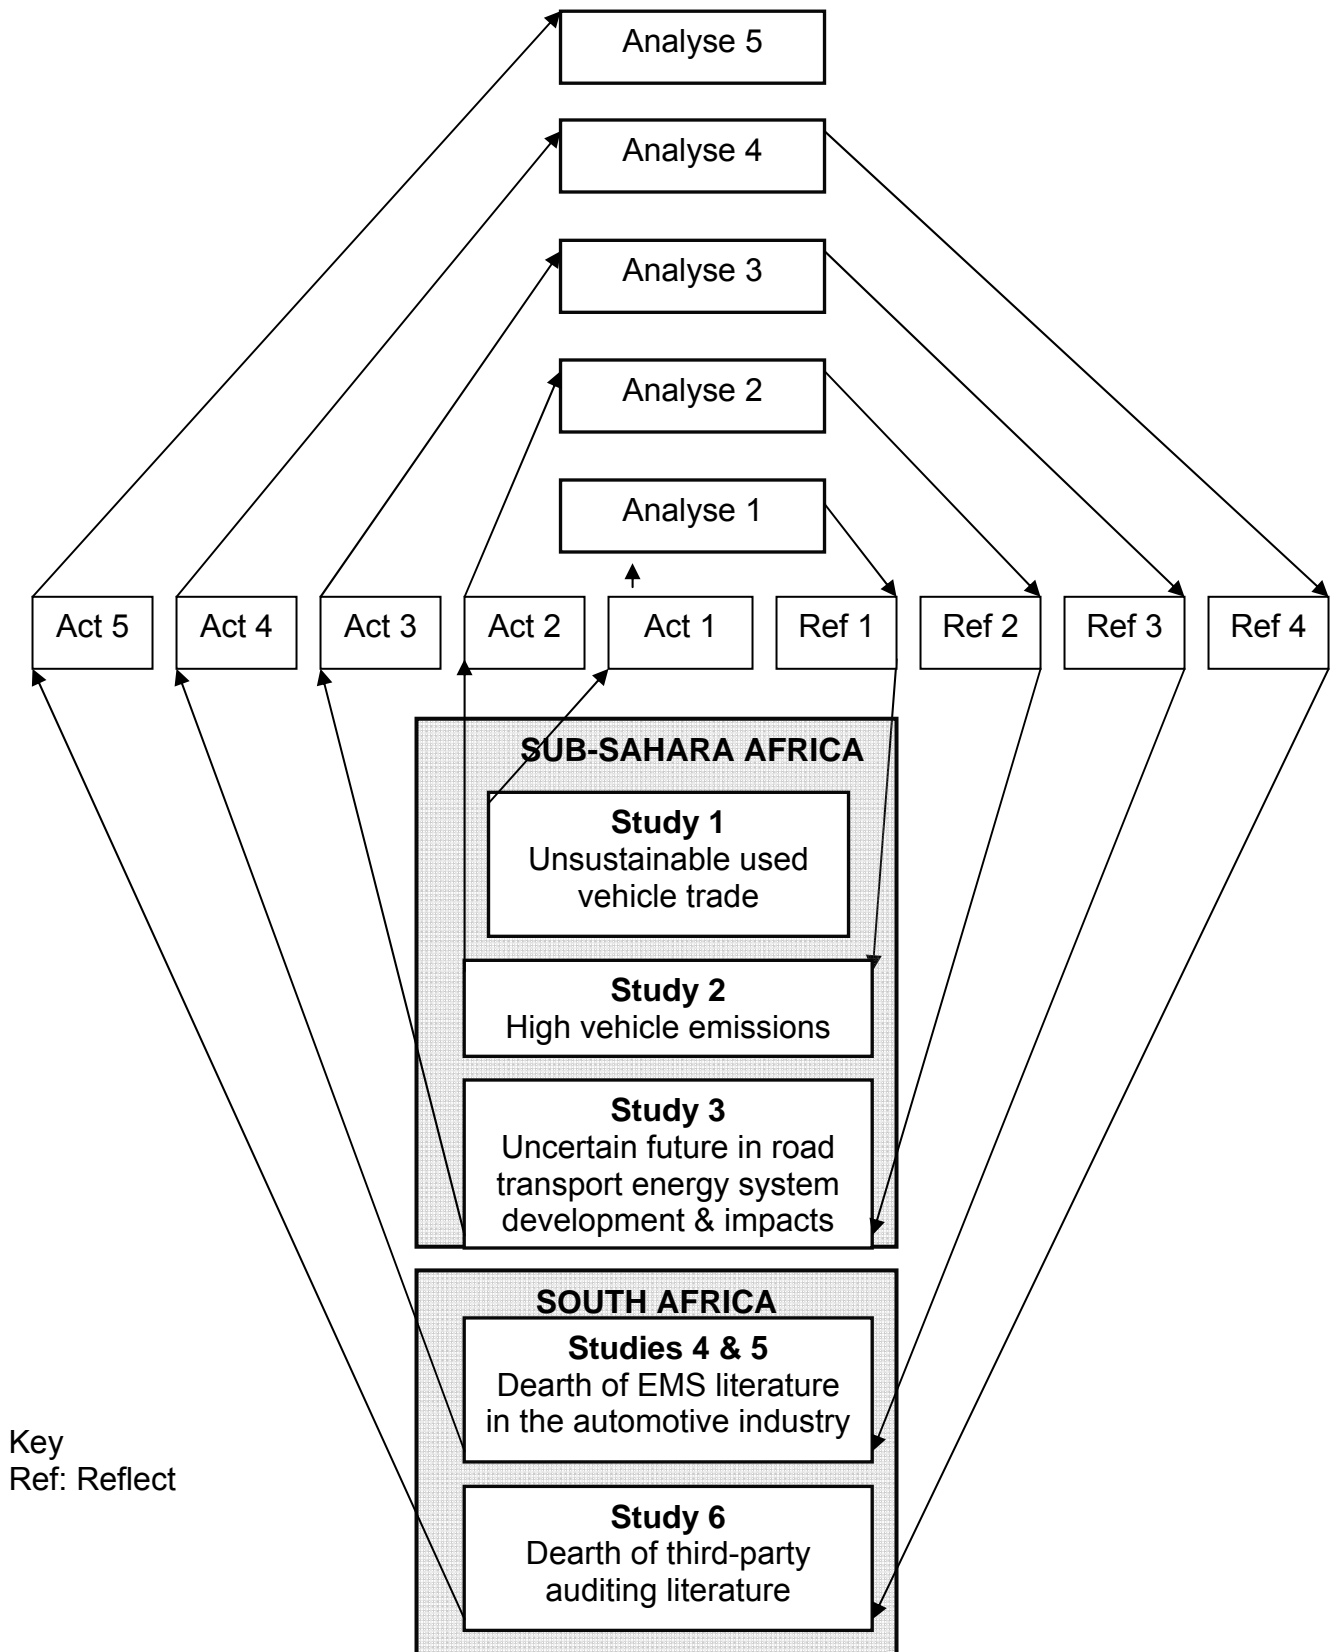 Analyse 5
Analyse 4
Analyse 3
Analyse 2
Analyse 1
Act 5
Act 4
Act 3
Act 2
Act 1
Ref 1
Ref 2
Ref 3
Ref 4
SUB-SAHARA AFRICA
Study 1
Unsustainable used
vehicle trade
Study 2
High vehicle emissions
Study 3
Uncertain future in road
transport energy system
development & impacts
SOUTH AFRICA
Studies 4 & 5
Dearth of EMS literature
in the automotive industry
Key
Ref: Reflect
Study 6
Dearth of third-party
auditing literature